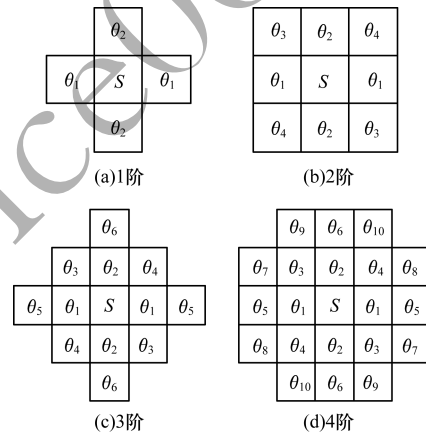 θ₂ θ₃ θ₂ θ₄
θ₁ S θ₁ θ₁ S θ₁
θ₂ θ₄ θ₂ θ₃
(a)1阶 (b)2阶
θ₆ θ₉ θ₆ θ₁₀
θ₃ θ₂ θ₄ θ₇ θ₃ θ₂ θ₄ θ₈
θ₅ θ₁ S θ₁ θ₅ θ₅ θ₁ S θ₁ θ₅
θ₄ θ₂ θ₃ θ₈ θ₄ θ₂ θ₃ θ₇
θ₆ θ₁₀ θ₆ θ₉
(c)3阶 (d)4阶